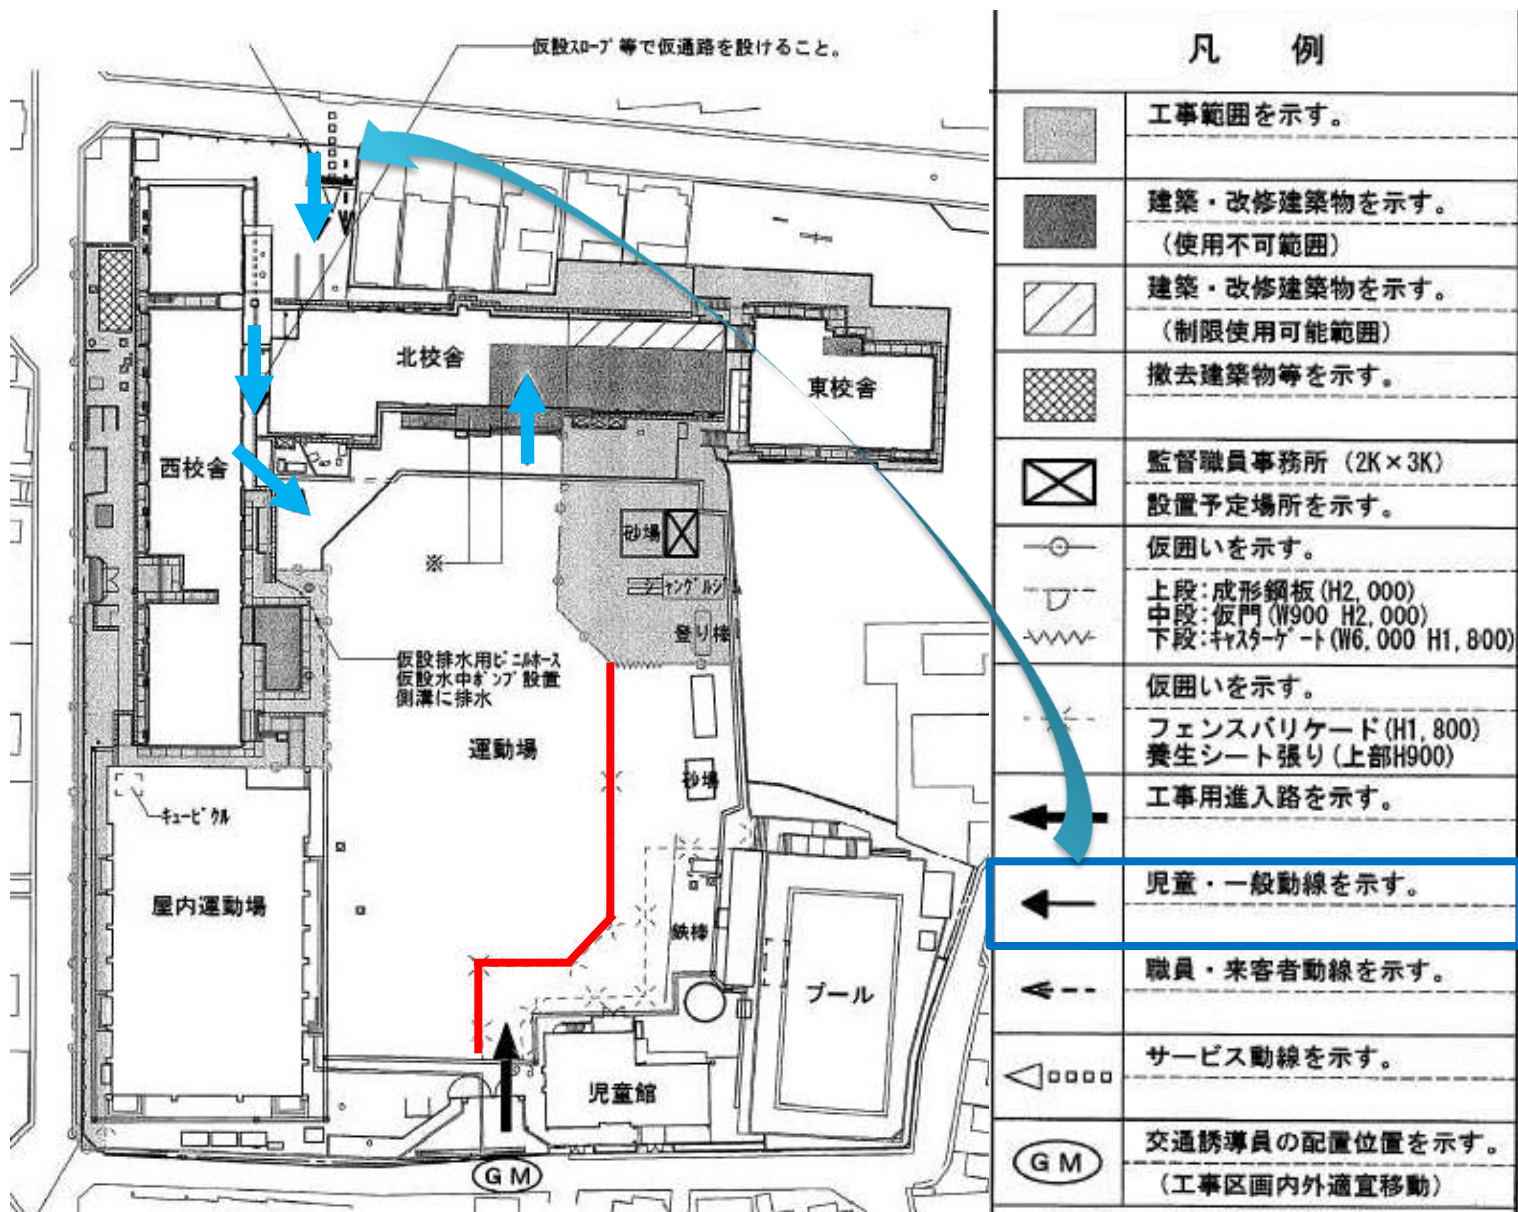 仮設スロープ等で仮通路を設けること。
北校舎
東校舎
西校舎
砂場
※
ジャングルジム
登り棒
仮設排水用ビニルホース
仮設水中ポンプ設置
側溝に排水
運動場
砂場
キュービクル
屋内運動場
鉄棒
プール
児童館
GM
凡 例
工事範囲を示す。
建築・改修建築物を示す。
(使用不可範囲)
建築・改修建築物を示す。
(制限使用可能範囲)
撤去建築物等を示す。
監督職員事務所 (2K×3K)
設置予定場所を示す。
仮囲いを示す。
上段:成形鋼板(H2,000)
中段:仮門(W900 H2,000)
下段:キャスターゲート(W6,000 H1,800)
仮囲いを示す。
フェンスバリケード(H1,800)
養生シート張り(上部H900)
工事用進入路を示す。
児童・一般動線を示す。
職員・来客者動線を示す。
サービス動線を示す。
GM
交通誘導員の配置位置を示す。
(工事区画内外適宜移動)